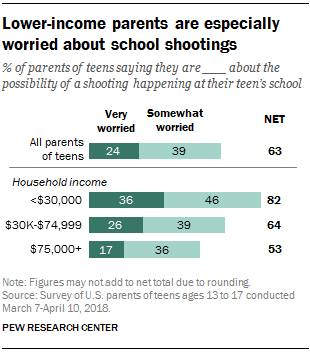 Lower-income parents are especially
worried about school shootings
% of parents of teens saying they are ___ about the
possibility of a shooting happening at their teen's school
Very worried
Somewhat worried
NET
All parents of teens 24 39 63
Household income
<$30,000 36 46 82
$30K-$74,999 26 39 64
$75,000+ 17 36 53
Note: Figures may not add to net total due to rounding.
Source: Survey of U.S. parents of teens ages 13 to 17 conducted
March 7-April 10, 2018.
PEW RESEARCH CENTER